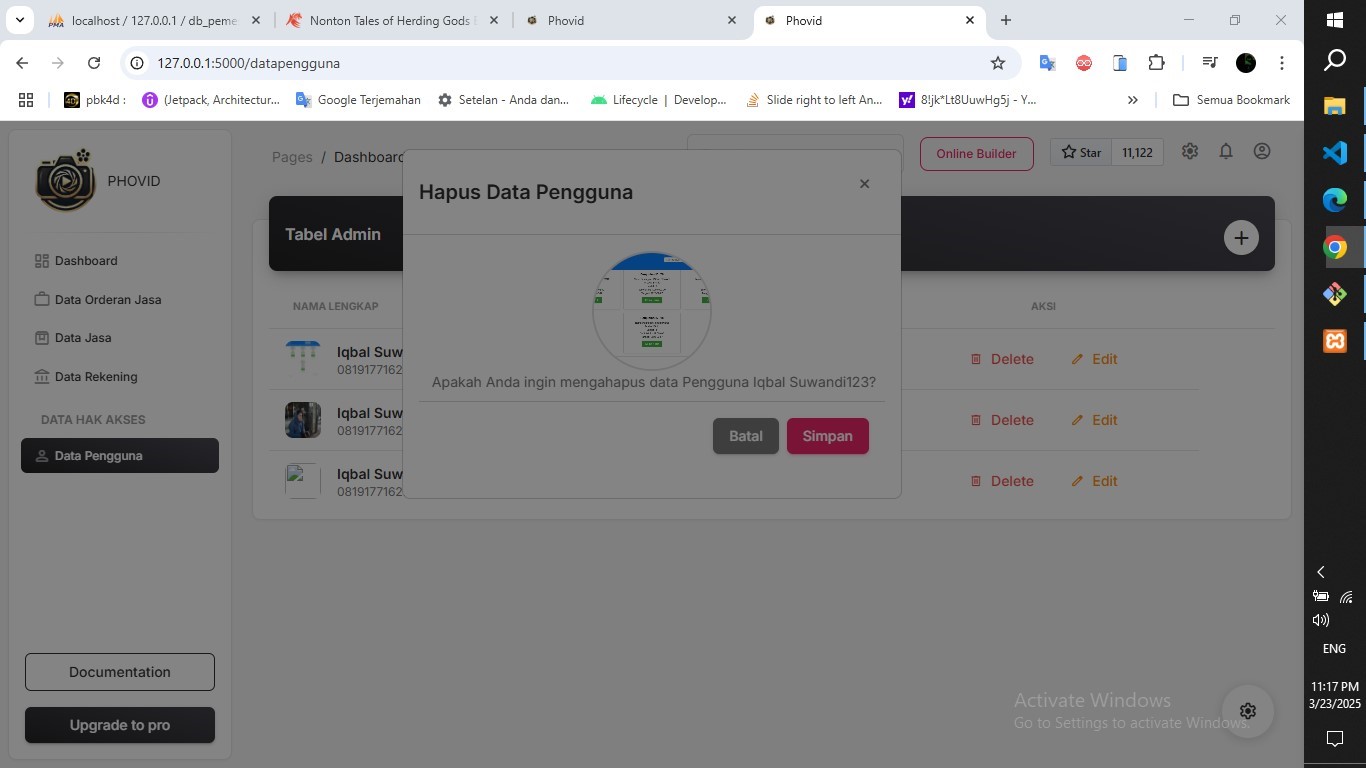 localhost / 127.0.0.1 / db_peme
Nonton Tales of Herding Gods
Phovid
Phovid
127.0.0.1:5000/datapengguna
pbk4d :
(Jetpack, Architectur...
Google Terjemahan
Setelan - Anda dan...
Lifecycle | Develop...
Slide right to left An...
8!jk*Lt8UuwHg5j - Y...
Semua Bookmark
PHOVID
Pages / Dashboard
Online Builder
Star 11,122
Dashboard
Data Orderan Jasa
Data Jasa
Data Rekening
DATA HAK AKSES
Data Pengguna
Documentation
Upgrade to pro
Tabel Admin
NAMA LENGKAP
AKSI
Iqbal Suw
0819177162
Delete Edit
Iqbal Suw
0819177162
Delete Edit
Iqbal Suw
0819177162
Delete Edit
Hapus Data Pengguna
Apakah Anda ingin mengahapus data Pengguna Iqbal Suwandi123?
Batal
Simpan
Activate Windows
Go to Settings to activate Windows.
ENG
11:17 PM
3/23/2025